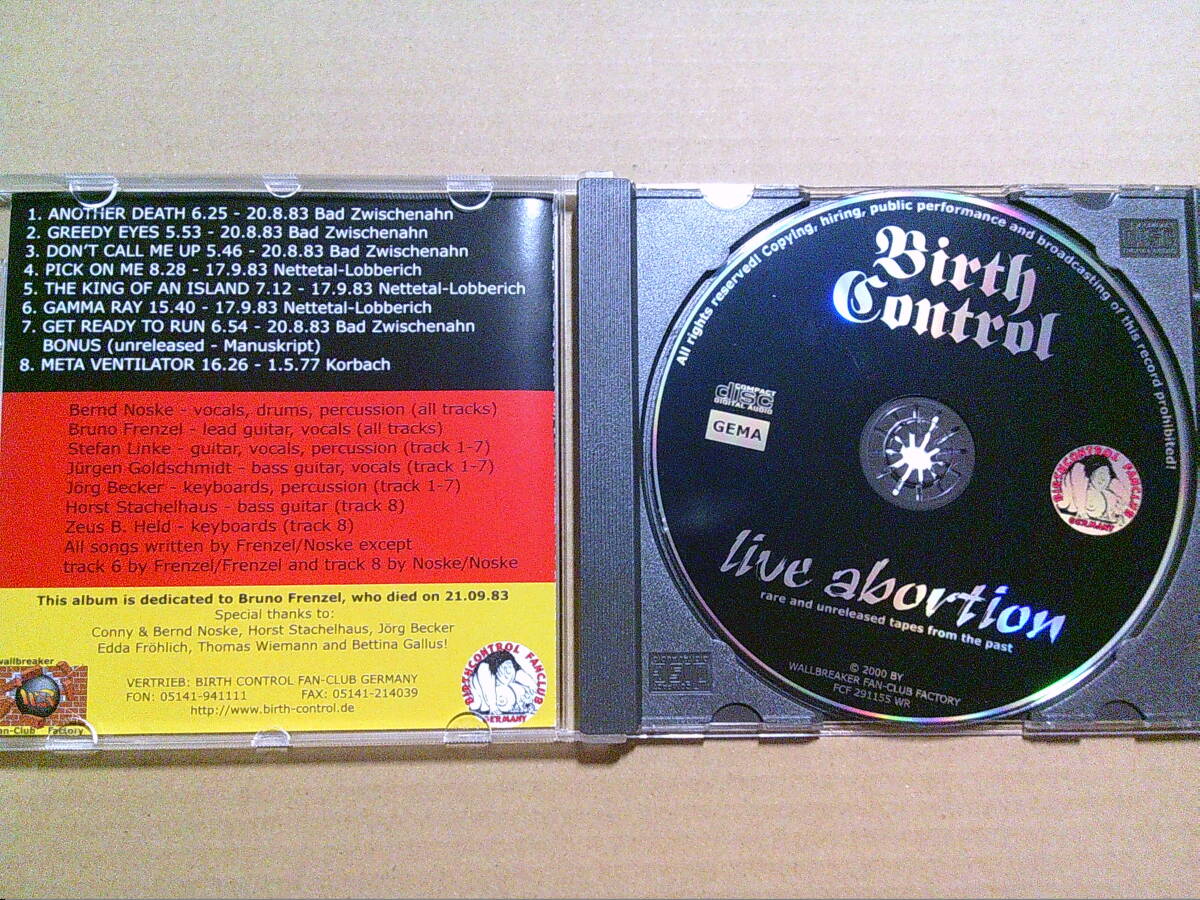 1. ANOTHER DEATH 6.25 - 20.8.83 Bad Zwischenahn
2. GREEDY EYES 5.53 - 20.8.83 Bad Zwischenahn
3. DON'T CALL ME UP 5.46 - 20.8.83 Bad Zwischenahn
4. PICK ON ME 8.28 - 17.9.83 Nettetal-Lobberich
5. THE KING OF AN ISLAND 7.12 - 17.9.83 Nettetal-Lobberich
6. GAMMA RAY 15.40 - 17.9.83 Nettetal-Lobberich
7. GET READY TO RUN 6.54 - 20.8.83 Bad Zwischenahn
BONUS (unreleased - Manuskript)
8. META VENTILATOR 16.26 - 1.5.77 Korbach
Bernd Noske - vocals, drums, percussion (all tracks)
Bruno Frenzel - lead guitar, vocals (all tracks)
Stefan Linke - guitar, vocals, percussion (track 1-7)
Jürgen Goldschmidt - bass guitar, vocals (track 1-7)
Jörg Becker - keyboards, percussion (track 1-7)
Horst Stachelhaus - bass guitar (track 8)
Zeus B. Held - keyboards (track 8)
All songs written by Frenzel/Noske except
track 6 by Frenzel/Frenzel and track 8 by Noske/Noske
This album is dedicated to Bruno Frenzel, who died on 21.09.83
Special thanks to:
Conny & Bernd Noske, Horst Stachelhaus, Jörg Becker
Edda Fröhlich, Thomas Wiemann and Bettina Gallus!
wallbreaker
Fan-Club Factory
VERTRIEB: BIRTH CONTROL FAN-CLUB GERMANY
FON: 05141-941111 FAX: 05141-214039
http://www.birth-control.de
BIRTHCONTROL FANCLUB
GERMANY
All rights reserved! Copying, hiring, public performance and broadcasting of this record prohibited!
Birth
Control
COMPACT
disc
DIGITAL AUDIO
GEMA
BIRTHCONTROL FANCLUB
GERMANY
live abortion
rare and unreleased tapes from the past
© 2000 BY
WALLBREAKER FAN-CLUB FACTORY
FCF 291155 WR